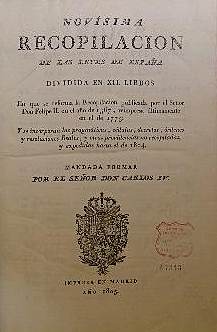 NOVÍSIMA
RECOPILACION
DE LAS LEYES DE ESPAÑA
DIVIDIDA EN XII. LIBROS
En que se reforma la Recopilacion publicada por el Señor
Don Felipe II. en el año de 1567, reimpresa últimamente
en el de 1775:
Y se incorporan las pragmáticas, cédulas, decretos, órdenes
y resoluciones Reales, y otras providencias no recopiladas,
y expedidas hasta el de 1804.
MANDADA FORMAR
POR EL SEÑOR DON CARLOS IV.
IMPRESA EN MADRID
AÑO 1805.